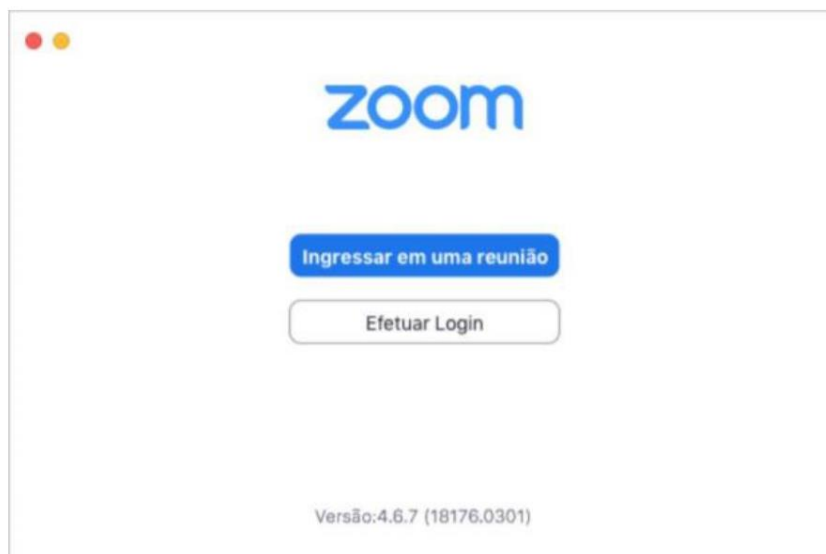 zoom
Ingressar em uma reunião
Efetuar Login
Versão:4.6.7 (18176.0301)